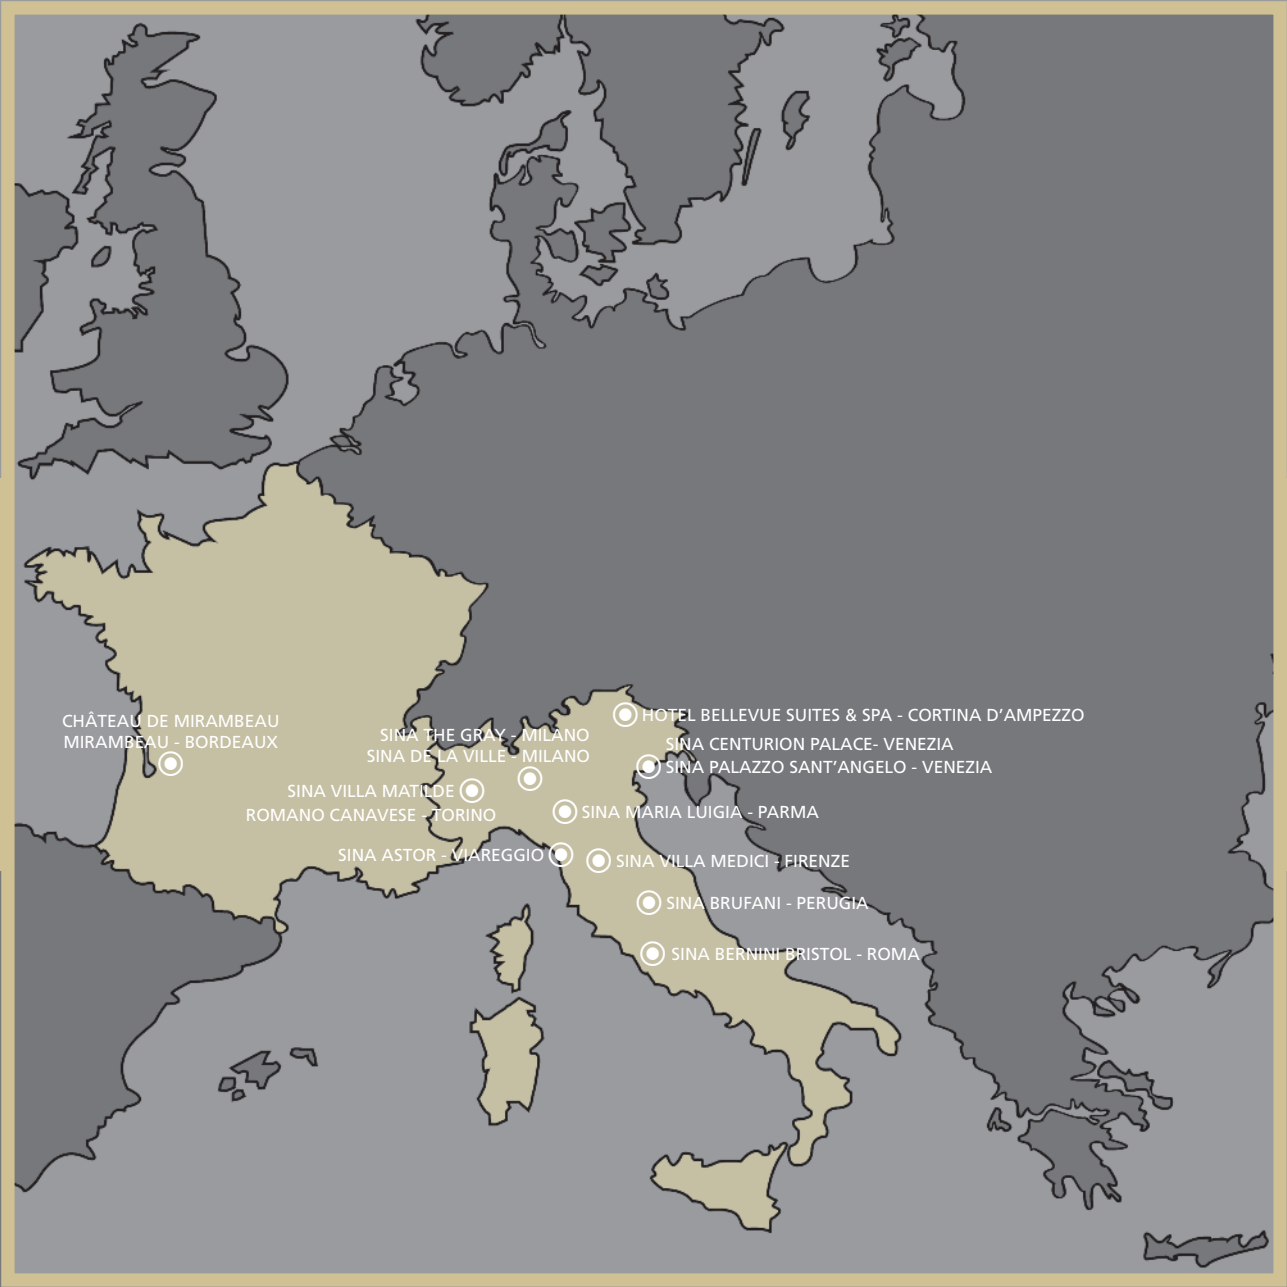 CHÂTEAU DE MIRAMBEAU
MIRAMBEAU - BORDEAUX
SINA THE GRAY - MILANO
SINA DE LA VILLE - MILANO
SINA VILLA MATILDE
ROMANO CANAVESE - TORINO
SINA ASTOR - VIAREGGIO
HOTEL BELLEVUE SUITES & SPA - CORTINA D’AMPEZZO
SINA CENTURION PALACE- VENEZIA
SINA PALAZZO SANT’ANGELO - VENEZIA
SINA MARIA LUIGIA - PARMA
SINA VILLA MEDICI - FIRENZE
SINA BRUFANI - PERUGIA
SINA BERNINI BRISTOL - ROMA